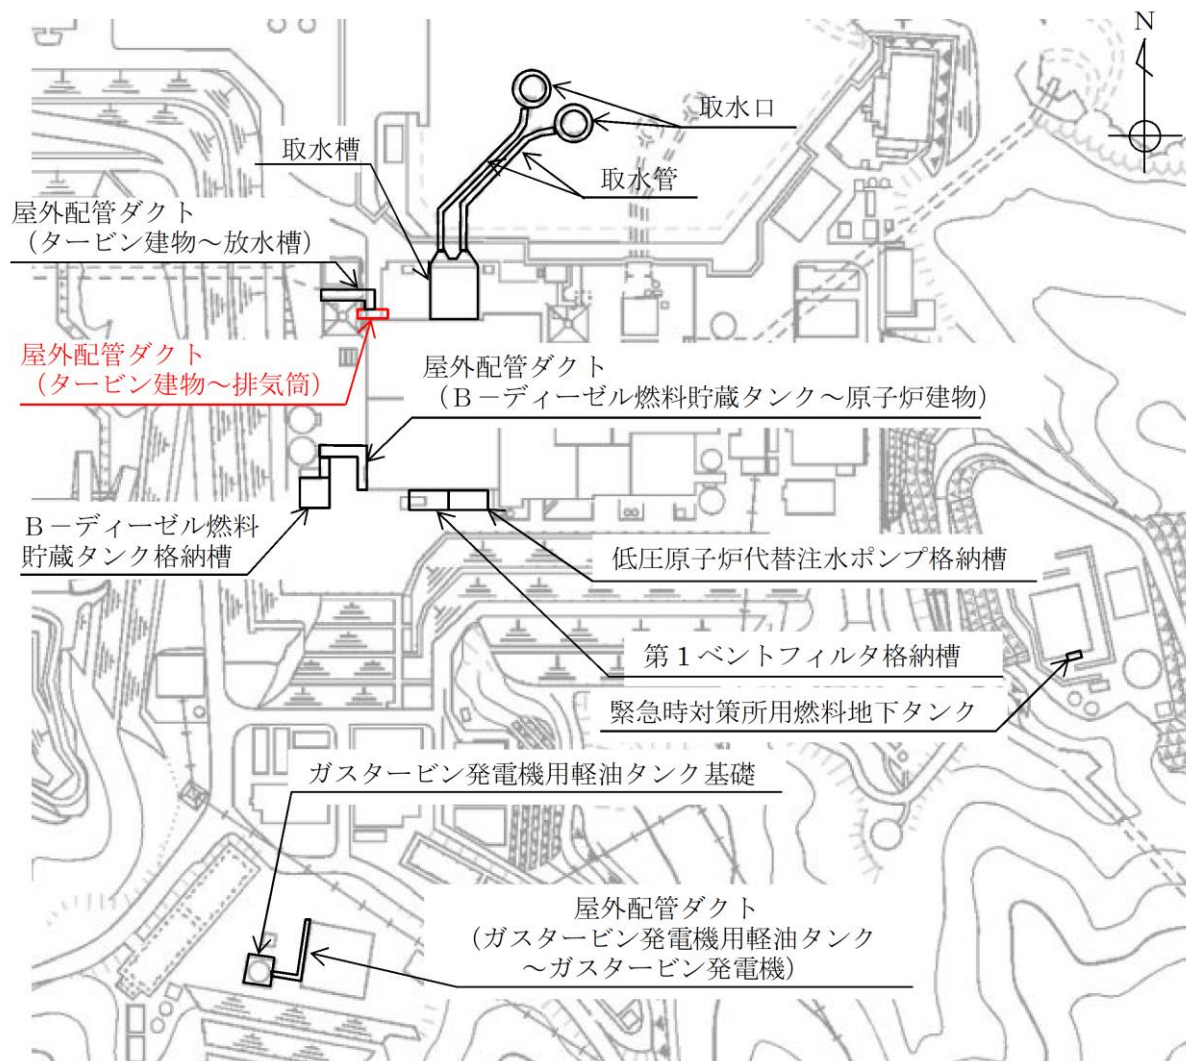 N
取水口
取水槽
取水管
屋外配管ダクト
（タービン建物～放水槽）
屋外配管ダクト
（タービン建物～排気筒）
屋外配管ダクト
（Ｂ－ディーゼル燃料貯蔵タンク～原子炉建物）
Ｂ－ディーゼル燃料
貯蔵タンク格納槽
低圧原子炉代替注水ポンプ格納槽
第１ベントフィルタ格納槽
緊急時対策所用燃料地下タンク
ガスタービン発電機用軽油タンク基礎
屋外配管ダクト
（ガスタービン発電機用軽油タンク
～ガスタービン発電機）